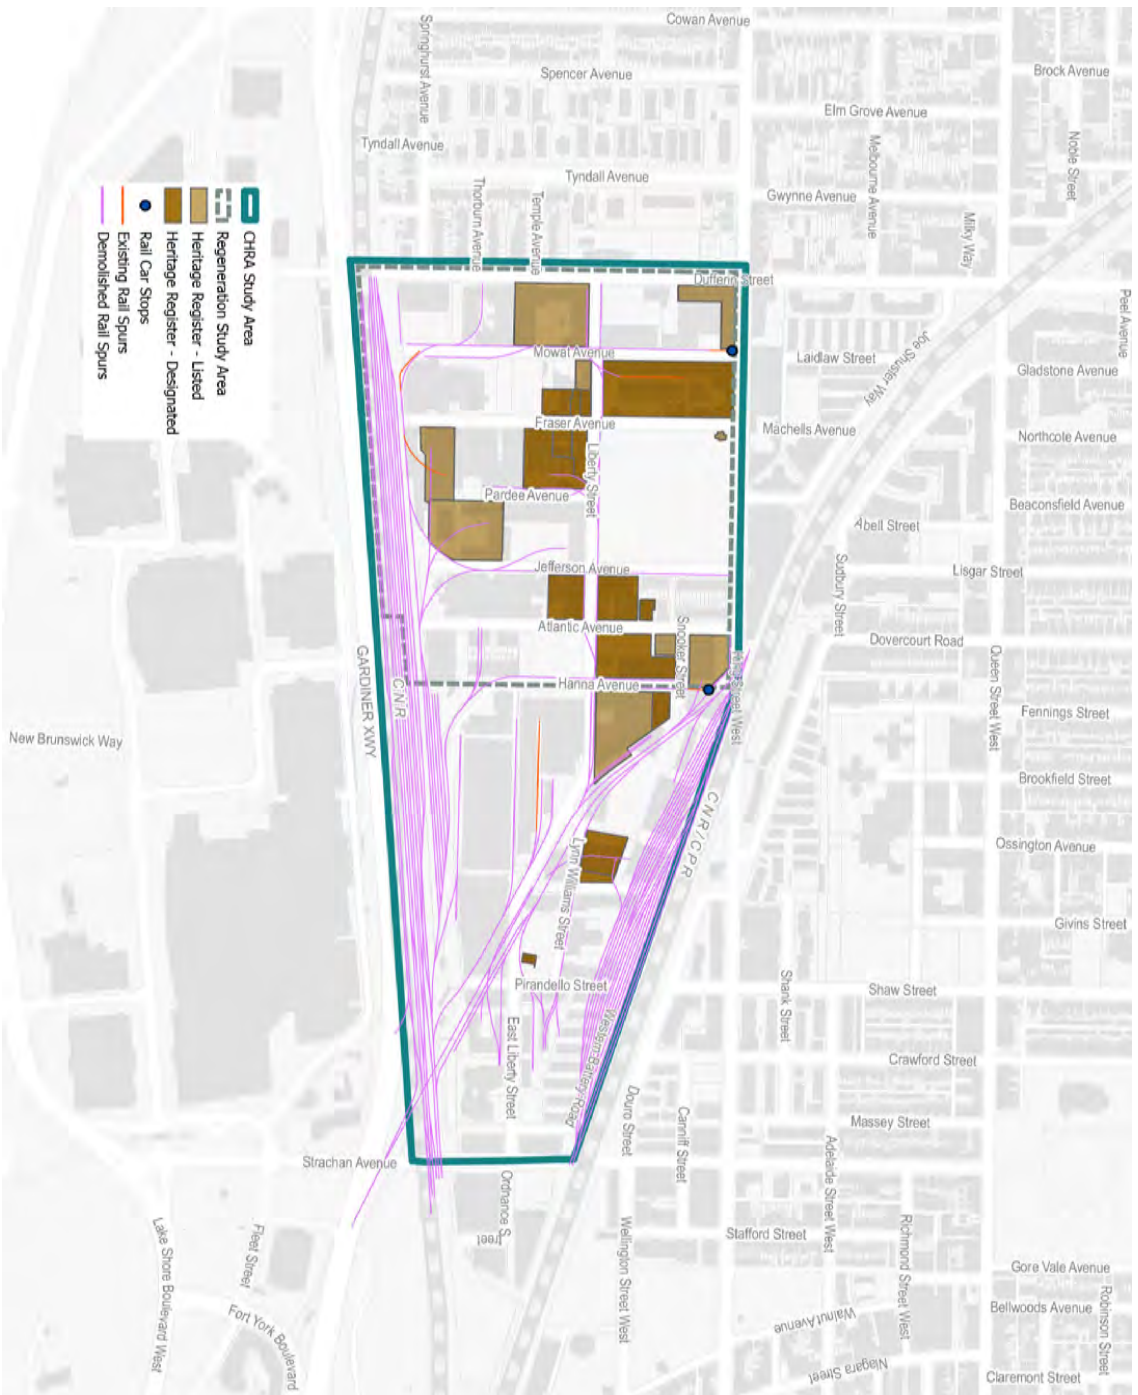 Cowan Avenue
Springhurst Avenue
Spencer Avenue
Brock Avenue
Elm Grove Avenue
Noble Street
Tyndall Avenue
Melbourne Avenue
Tyndall Avenue
Gwynne Avenue
Thorburn Avenue
Temple Avenue
Milky Way
CHRA Study Area
Regeneration Study Area
Heritage Register - Listed
Heritage Register - Designated
Rail Car Stops
Existing Rail Spurs
Demolished Rail Spurs
Dufferin Street
Peel Avenue
Mowat Avenue
Laidlaw Street
Joe Shuster Way
Gladstone Avenue
Fraser Avenue
Machells Avenue
Northcote Avenue
Liberty Street
Pardee Avenue
Beaconsfield Avenue
Abell Street
Jefferson Avenue
Sudbury Street
Lisgar Street
Atlantic Avenue
Snooker Street
Dovercourt Road
Queen Street West
Hanna Avenue
King Street West
GARDINER XWY
C N R
Fennings Street
New Brunswick Way
Brookfield Street
C N R / C P R
Ossington Avenue
Lynn Williams Street
Givins Street
Pirandello Street
Shank Street
Shaw Street
Western Battery Road
East Liberty Street
Crawford Street
Douro Street
Canniff Street
Massey Street
Adelaide Street West
Strachan Avenue
Ordnance Street
Wellington Street West
Stafford Street
Richmond Street West
Lake Shore Boulevard West
Fleet Street
Fort York Boulevard
Gore Vale Avenue
Bellwoods Avenue
Robinson Street
Walnut Avenue
Niagara Street
Claremont Street